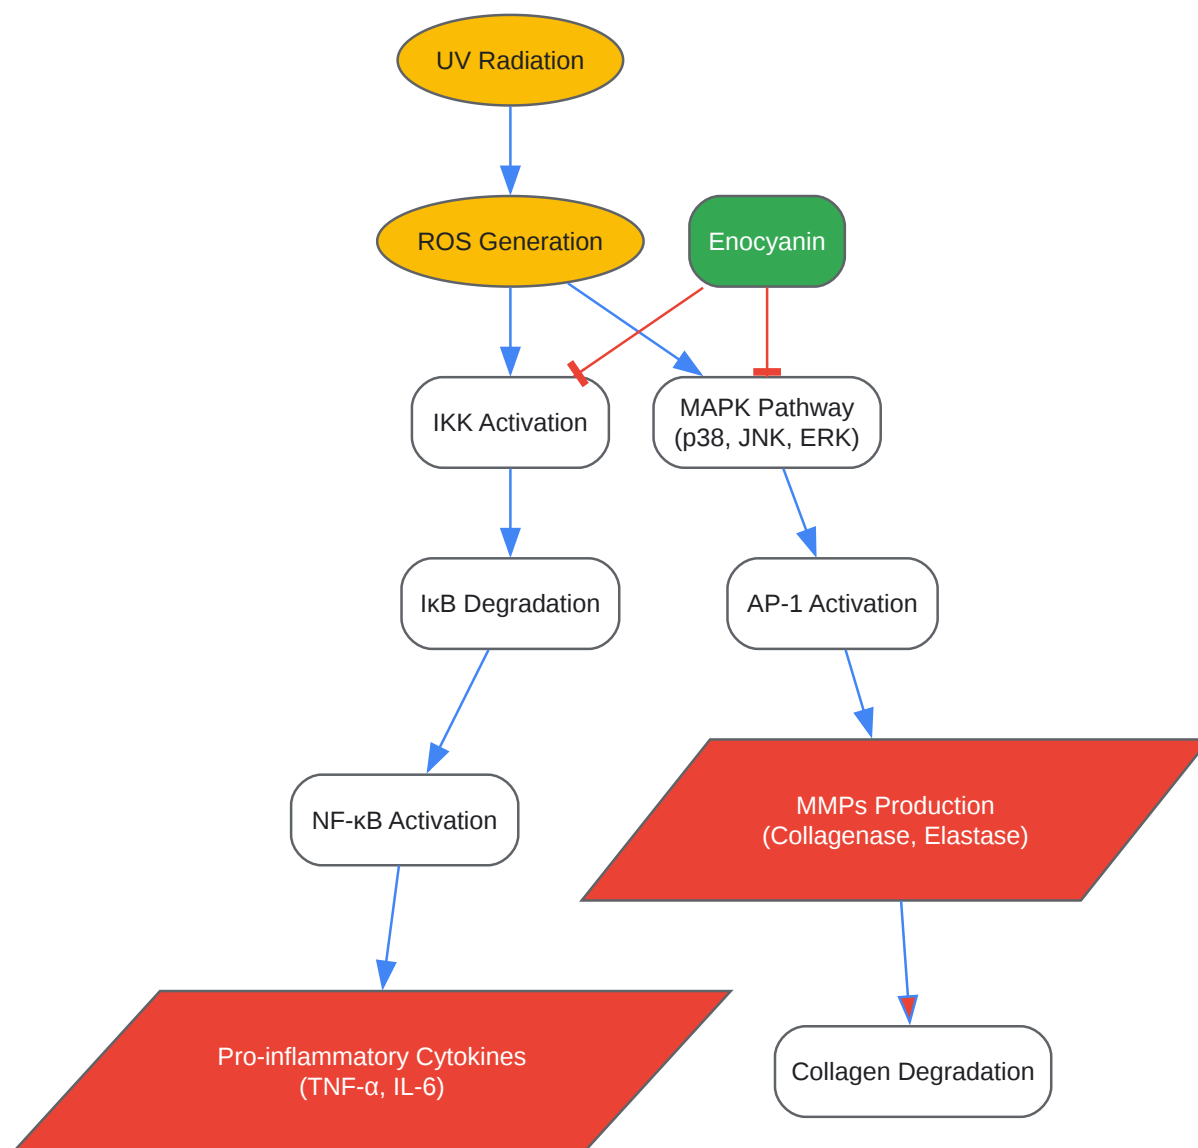 UV Radiation
ROS Generation
Enocyanin
IKK Activation
MAPK Pathway
(p38, JNK, ERK)
IκB Degradation
AP-1 Activation
NF-κB Activation
MMPs Production
(Collagenase, Elastase)
Pro-inflammatory Cytokines
(TNF-α, IL-6)
Collagen Degradation